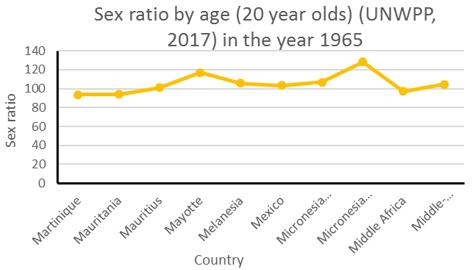 Sex ratio by age (20 year olds) (UNWPP,
2017) in the year 1965
140
120
100
80
60
40
20
0
Sex ratio
Martinique
Mauritania
Mauritius
Mayotte
Melanesia
Mexico
Micronesia...
Micronesia...
Middle Africa
Middle-...
Country